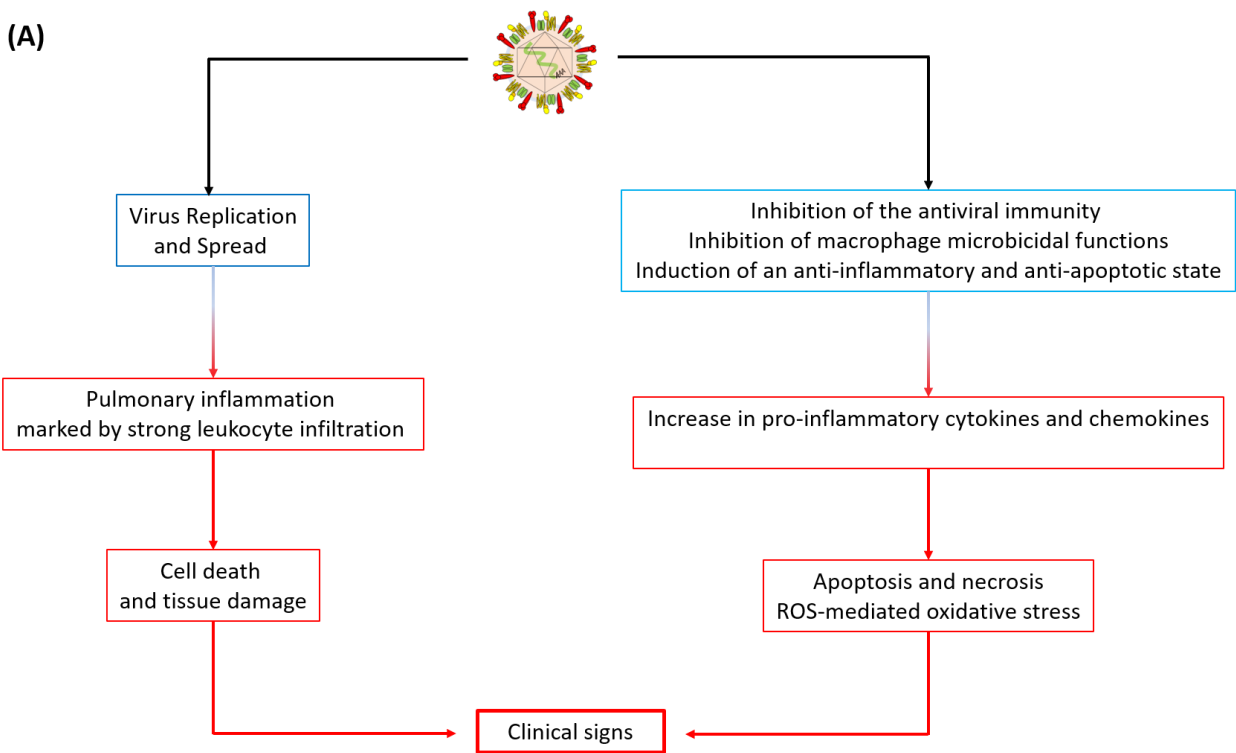 (A)
Virus Replication
and Spread
Inhibition of the antiviral immunity
Inhibition of macrophage microbicidal functions
Induction of an anti-inflammatory and anti-apoptotic state
Pulmonary inflammation
marked by strong leukocyte infiltration
Increase in pro-inflammatory cytokines and chemokines
Cell death
and tissue damage
Apoptosis and necrosis
ROS-mediated oxidative stress
Clinical signs